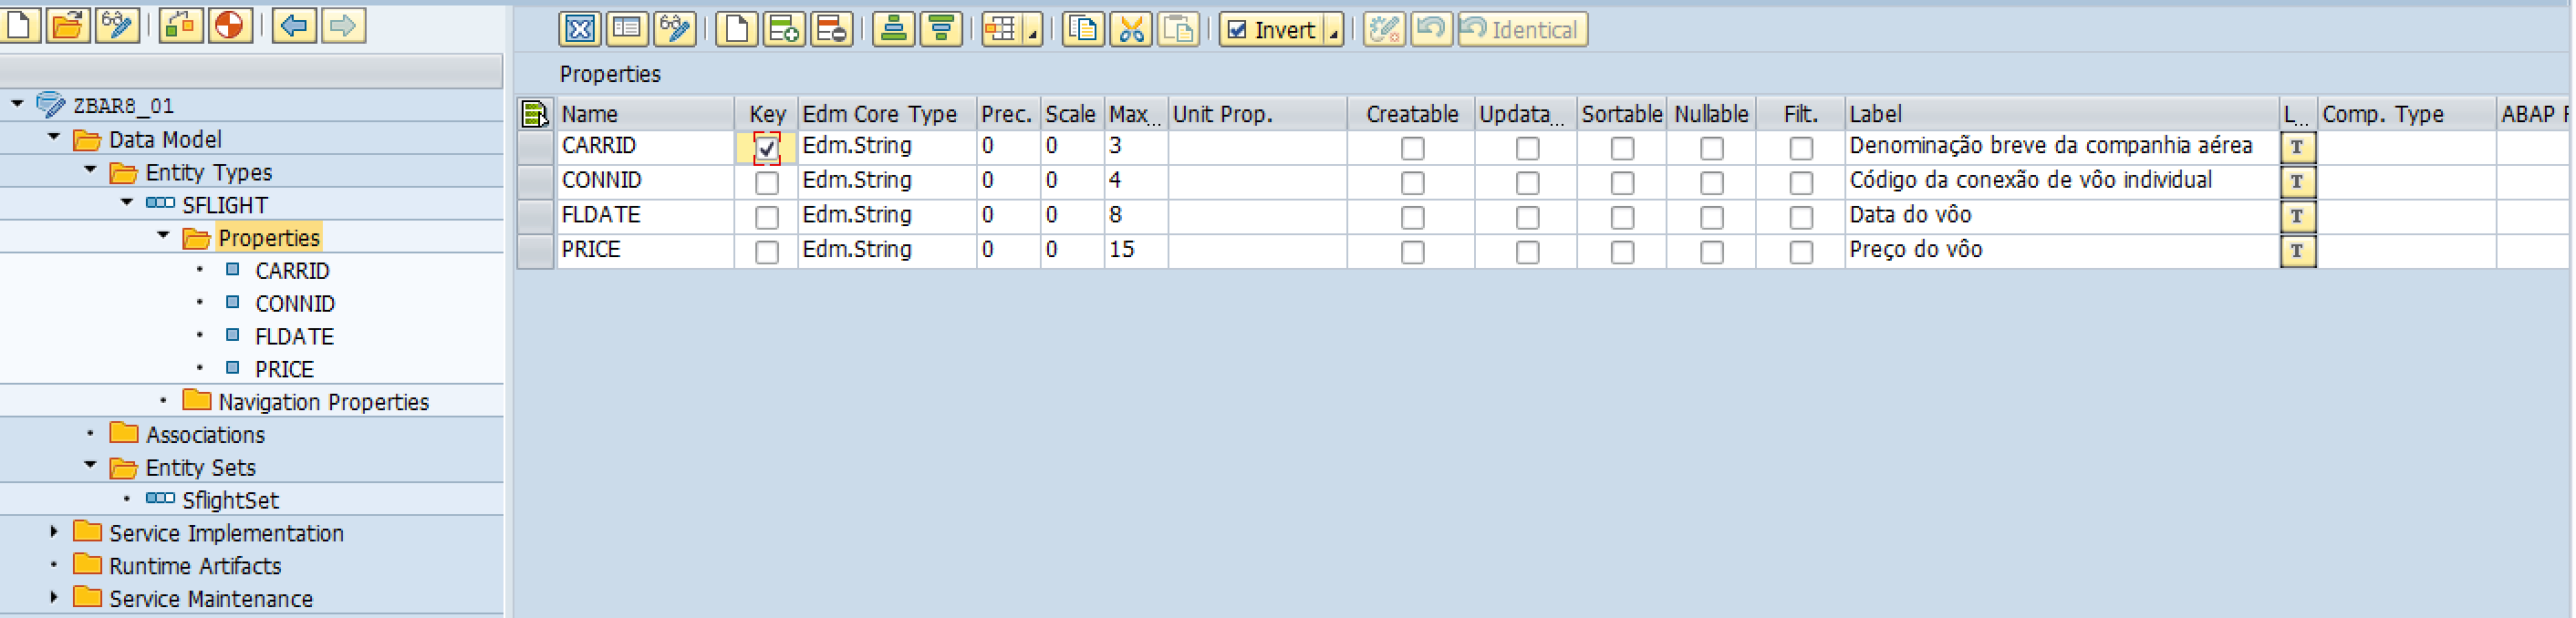 Invert
Identical
Properties
ZBAR8_01
Data Model
Entity Types
SFLIGHT
Properties
CARRID
CONNID
FLDATE
PRICE
Navigation Properties
Associations
Entity Sets
SflightSet
Service Implementation
Runtime Artifacts
Service Maintenance
Name Key Edm Core Type Prec. Scale Max... Unit Prop. Creatable Updata... Sortable Nullable Filt. Label L... Comp. Type ABAP F
CARRID Edm.String 0 0 3 Denominação breve da companhia aérea T
CONNID Edm.String 0 0 4 Código da conexão de vôo individual T
FLDATE Edm.String 0 0 8 Data do vôo T
PRICE Edm.String 0 0 15 Preço do vôo T